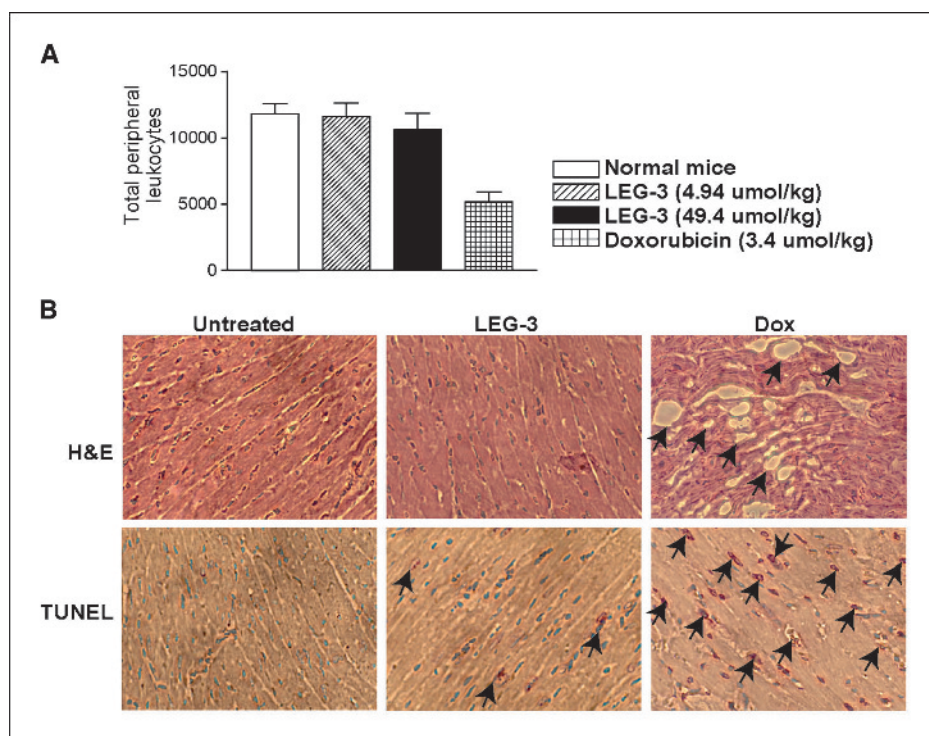 A
Total peripheral
leukocytes
15000
10000
5000
0
Normal mice
LEG-3 (4.94 umol/kg)
LEG-3 (49.4 umol/kg)
Doxorubicin (3.4 umol/kg)
B
Untreated LEG-3 Dox
H&E
TUNEL